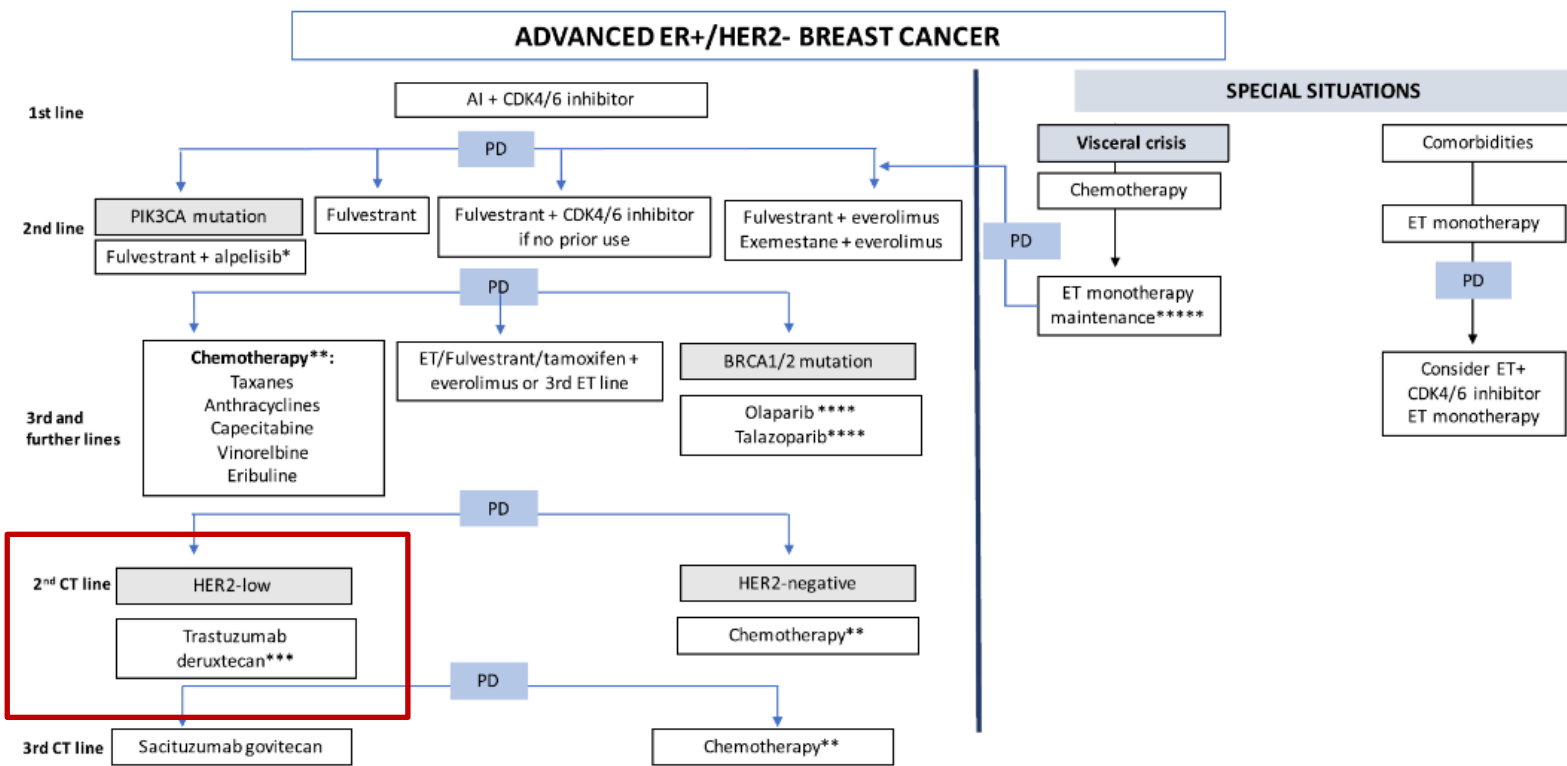 ADVANCED ER+/HER2- BREAST CANCER
1st line
AI + CDK4/6 inhibitor
PD
2nd line
PIK3CA mutation
Fulvestrant + alpelisib*
Fulvestrant
Fulvestrant + CDK4/6 inhibitor
if no prior use
Fulvestrant + everolimus
Exemestane + everolimus
PD
3rd and
further lines
Chemotherapy**:
Taxanes
Anthracyclines
Capecitabine
Vinorelbine
Eribuline
ET/Fulvestrant/tamoxifen +
everolimus or 3rd ET line
BRCA1/2 mutation
Olaparib ****
Talazoparib****
PD
2nd CT line
HER2-low
Trastuzumab
deruxtecan***
HER2-negative
Chemotherapy**
PD
3rd CT line
Sacituzumab govitecan
Chemotherapy**
SPECIAL SITUATIONS
Visceral crisis
Chemotherapy
PD
ET monotherapy
maintenance*****
Comorbidities
ET monotherapy
PD
Consider ET+
CDK4/6 inhibitor
ET monotherapy